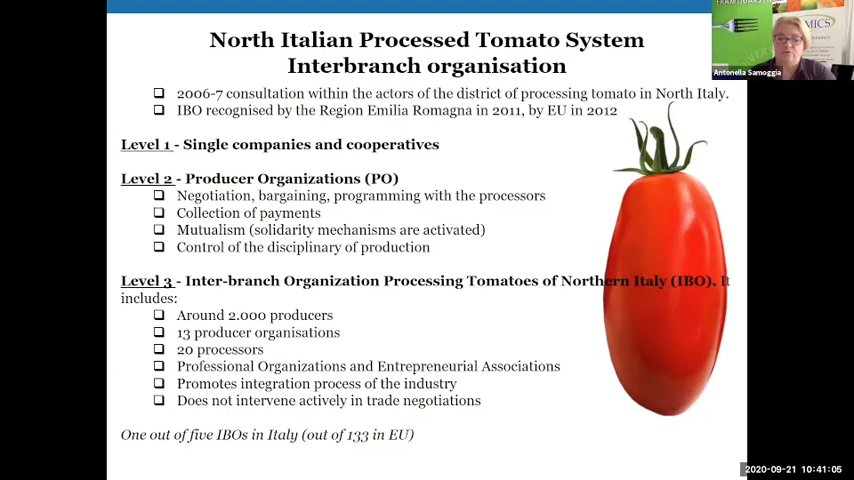 North Italian Processed Tomato System
Interbranch organisation
2006-7 consultation within the actors of the district of processing tomato in North Italy.
IBO recognised by the Region Emilia Romagna in 2011, by EU in 2012
Level 1 - Single companies and cooperatives
Level 2 - Producer Organizations (PO)
Negotiation, bargaining, programming with the processors
Collection of payments
Mutualism (solidarity mechanisms are activated)
Control of the disciplinary of production
Level 3 - Inter-branch Organization Processing Tomatoes of Northern Italy (IBO). It
includes:
Around 2.000 producers
13 producer organisations
20 processors
Professional Organizations and Entrepreneurial Associations
Promotes integration process of the industry
Does not intervene actively in trade negotiations
One out of five IBOs in Italy (out of 133 in EU)
Antonella Samoggia
2020-09-21 10:41:05